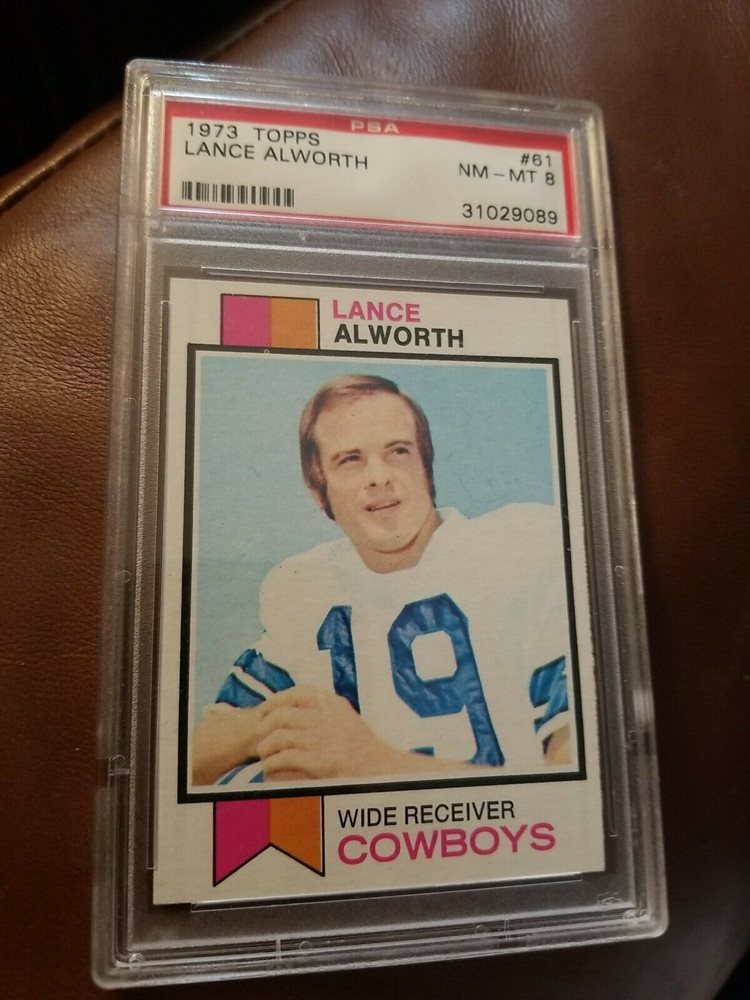 PSA
1973 TOPPS #61
LANCE ALWORTH NM-MT 8
31029089
LANCE
ALWORTH
19
WIDE RECEIVER
COWBOYS